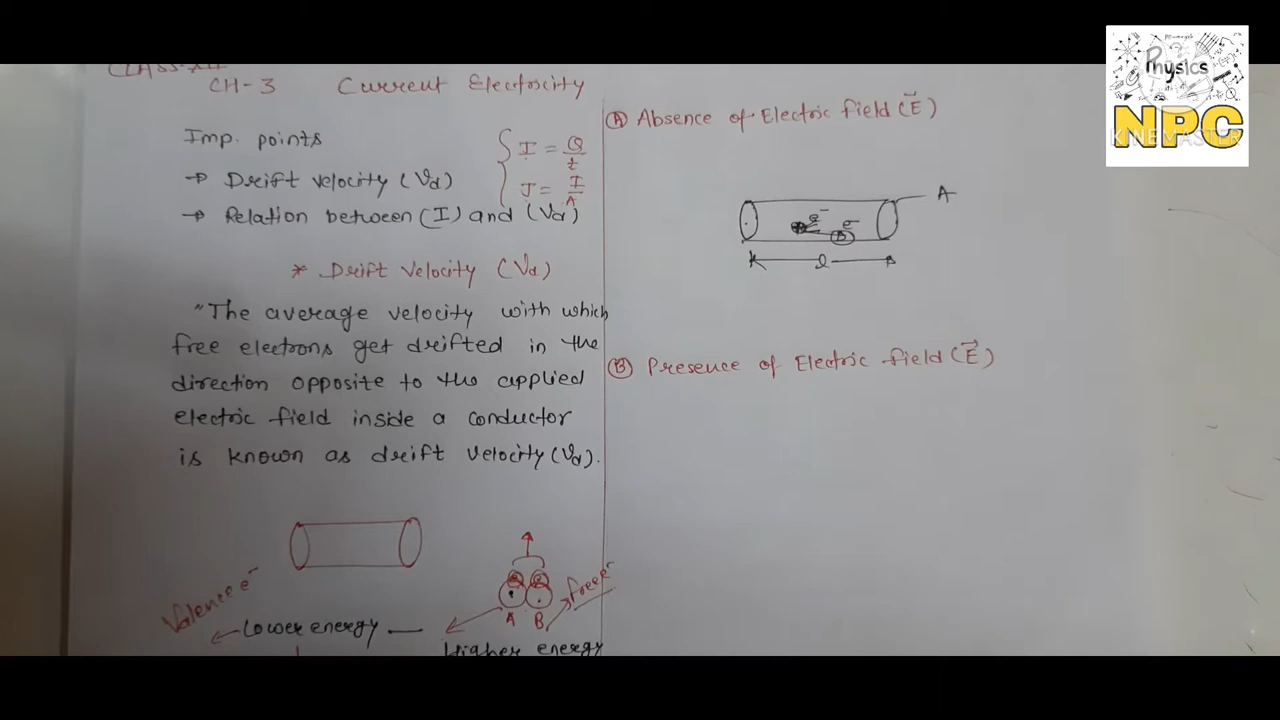 CLASS-XII
CH-3 Current Electricity
Imp. points
→ Drift velocity (Vd)
→ Relation between (I) and (Vd)
I = Q/t
J = I/A
* Drift Velocity (Vd)
"The average velocity with which
free electrons get drifted in the
direction opposite to the applied
electric field inside a conductor
is known as drift velocity (Vd).
A B
Valence e⁻
free e⁻
Lower energy
Higher energy
Ⓐ Absence of Electric field (E⃗)
A
e⁻ e⁻
l
Ⓑ Presence of Electric field (E⃗)
Physics
NPC
KINEMASTER